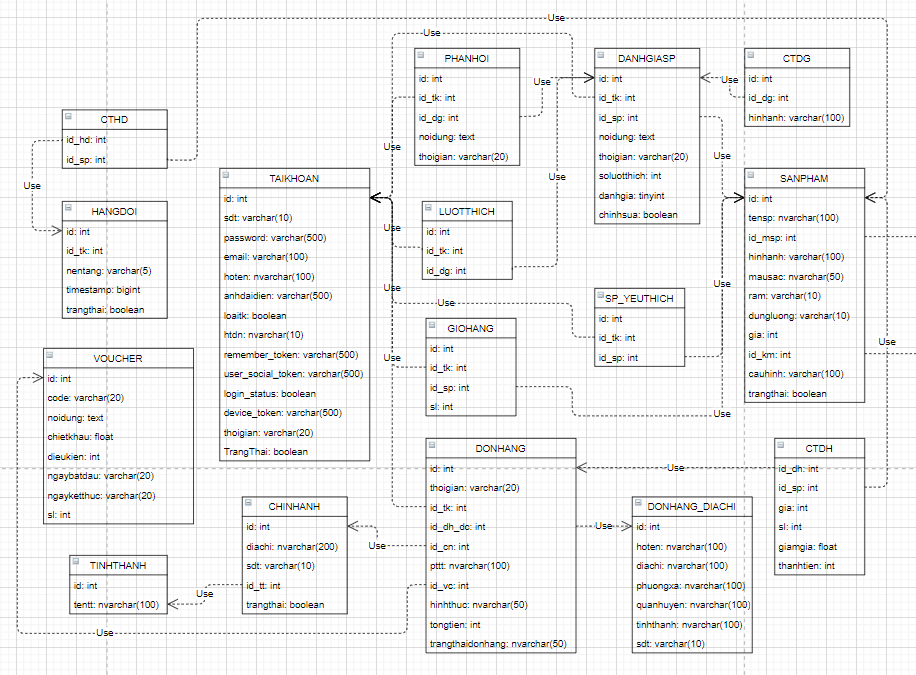 Use
Use
PHANHOI
id: int
id_tk: int
id_dg: int
noidung: text
thoigian: varchar(20)
Use
DANHGIASP
id: int
id_tk: int
id_sp: int
noidung: text
thoigian: varchar(20)
soluotthich: int
danhgia: tinyint
chinhsua: boolean
Use
CTDG
id: int
id_dg: int
hinhanh: varchar(100)
CTHD
id_hd: int
id_sp: int
Use
HANGDOI
id: int
id_tk: int
nentang: varchar(5)
timestamp: bigint
trangthai: boolean
TAIKHOAN
id: int
sdt: varchar(10)
password: varchar(500)
email: varchar(100)
hoten: nvarchar(100)
anhdaidien: varchar(500)
loaitk: boolean
htdn: nvarchar(10)
remember_token: varchar(500)
user_social_token: varchar(500)
login_status: boolean
device_token: varchar(500)
thoigian: varchar(20)
TrangThai: boolean
Use
Use
Use
Use
LUOTTHICH
id: int
id_tk: int
id_dg: int
Use
Use
SANPHAM
id: int
tensp: nvarchar(100)
id_msp: int
hinhanh: varchar(100)
mausac: nvarchar(50)
ram: varchar(10)
dungluong: varchar(10)
gia: int
id_km: int
cauhinh: varchar(100)
trangthai: boolean
Use
Use
SP_YEUTHICH
id: int
id_tk: int
id_sp: int
Use
GIOHANG
id: int
id_tk: int
id_sp: int
sl: int
Use
Use
VOUCHER
id: int
code: varchar(20)
noidung: text
chietkhau: float
dieukien: int
ngaybatdau: varchar(20)
ngayketthuc: varchar(20)
sl: int
DONHANG
id: int
thoigian: varchar(20)
id_tk: int
id_dh_dc: int
id_cn: int
pttt: nvarchar(100)
id_vc: int
hinhthuc: nvarchar(50)
tongtien: int
trangthaidonhang: nvarchar(50)
Use
CTDH
id_dh: int
id_sp: int
gia: int
sl: int
giamgia: float
thanhtien: int
CHINHANH
id: int
diachi: nvarchar(200)
sdt: varchar(10)
id_tt: int
trangthai: boolean
Use
Use
DONHANG_DIACHI
id: int
hoten: nvarchar(100)
diachi: nvarchar(100)
phuongxa: nvarchar(100)
quanhuyen: nvarchar(100)
tinhthanh: nvarchar(100)
sdt: varchar(10)
TINHTHANH
id: int
tentt: nvarchar(100)
Use
Use